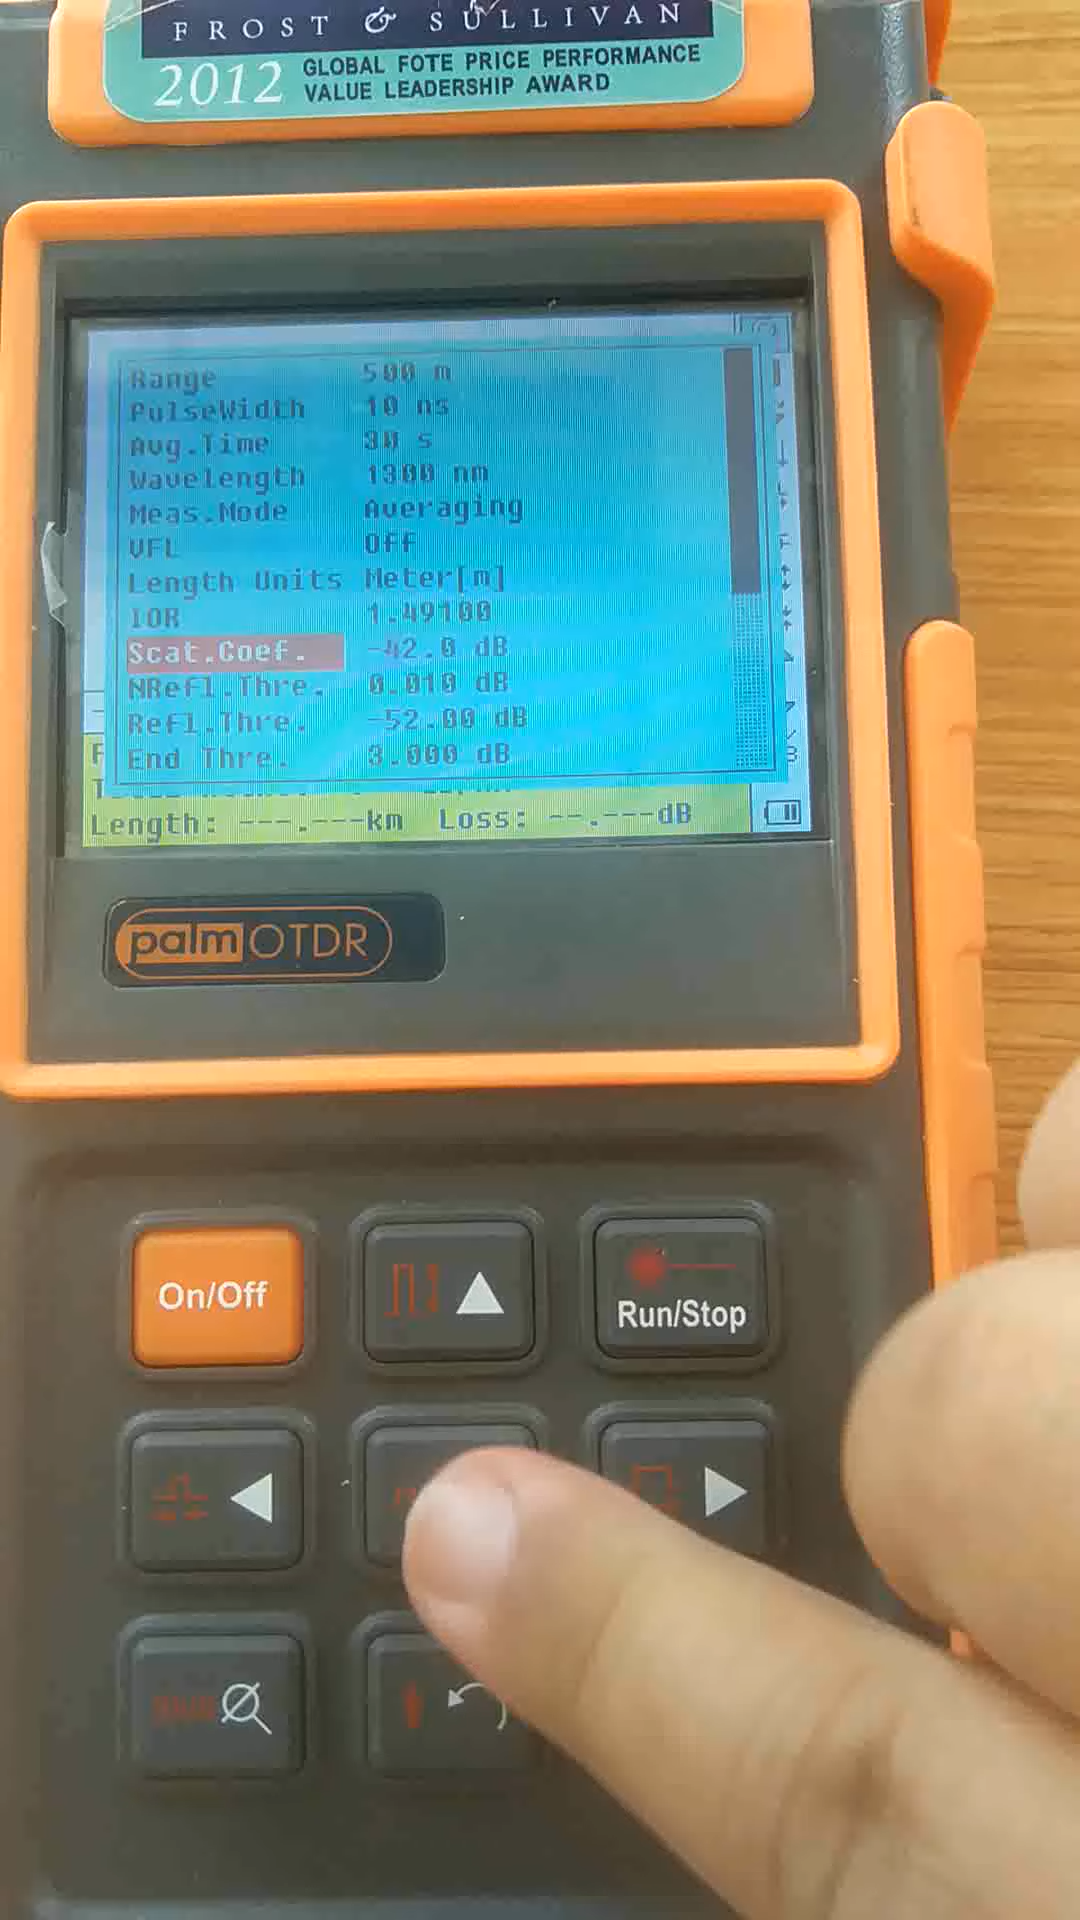 FROST & SULLIVAN
2012 GLOBAL FOTE PRICE PERFORMANCE
VALUE LEADERSHIP AWARD
Range 500 m
PulseWidth 10 ns
Avg.Time 30 s
Wavelength 1300 nm
Meas.Mode Averaging
VFL Off
Length Units Meter[m]
IOR 1.49100
Scat.Coef. -42.0 dB
NRefl.Thre. 0.010 dB
Refl.Thre. -52.00 dB
End Thre. 3.000 dB
Length: ---.---km Loss: --.---dB
palmOTDR
On/Off
Run/Stop